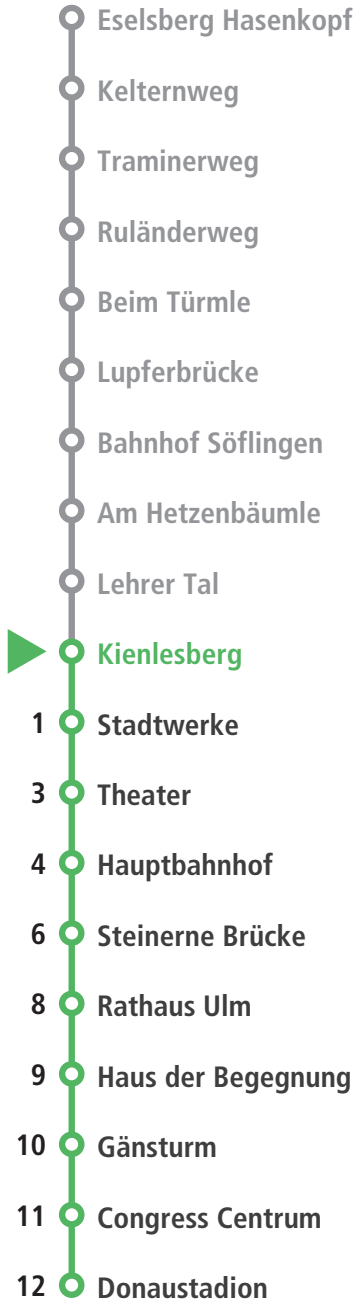 Eselsberg Hasenkopf
Kelternweg
Traminerweg
Ruländerweg
Beim Türmle
Lupferbrücke
Bahnhof Söflingen
Am Hetzenbäumle
Lehrer Tal
Kienlesberg
1 Stadtwerke
3 Theater
4 Hauptbahnhof
6 Steinerne Brücke
8 Rathaus Ulm
9 Haus der Begegnung
10 Gänsturm
11 Congress Centrum
12 Donaustadion